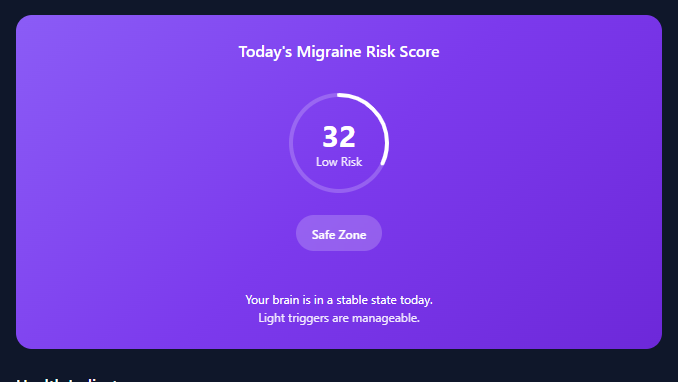 Today's Migraine Risk Score
32
Low Risk
Safe Zone
Your brain is in a stable state today.
Light triggers are manageable.